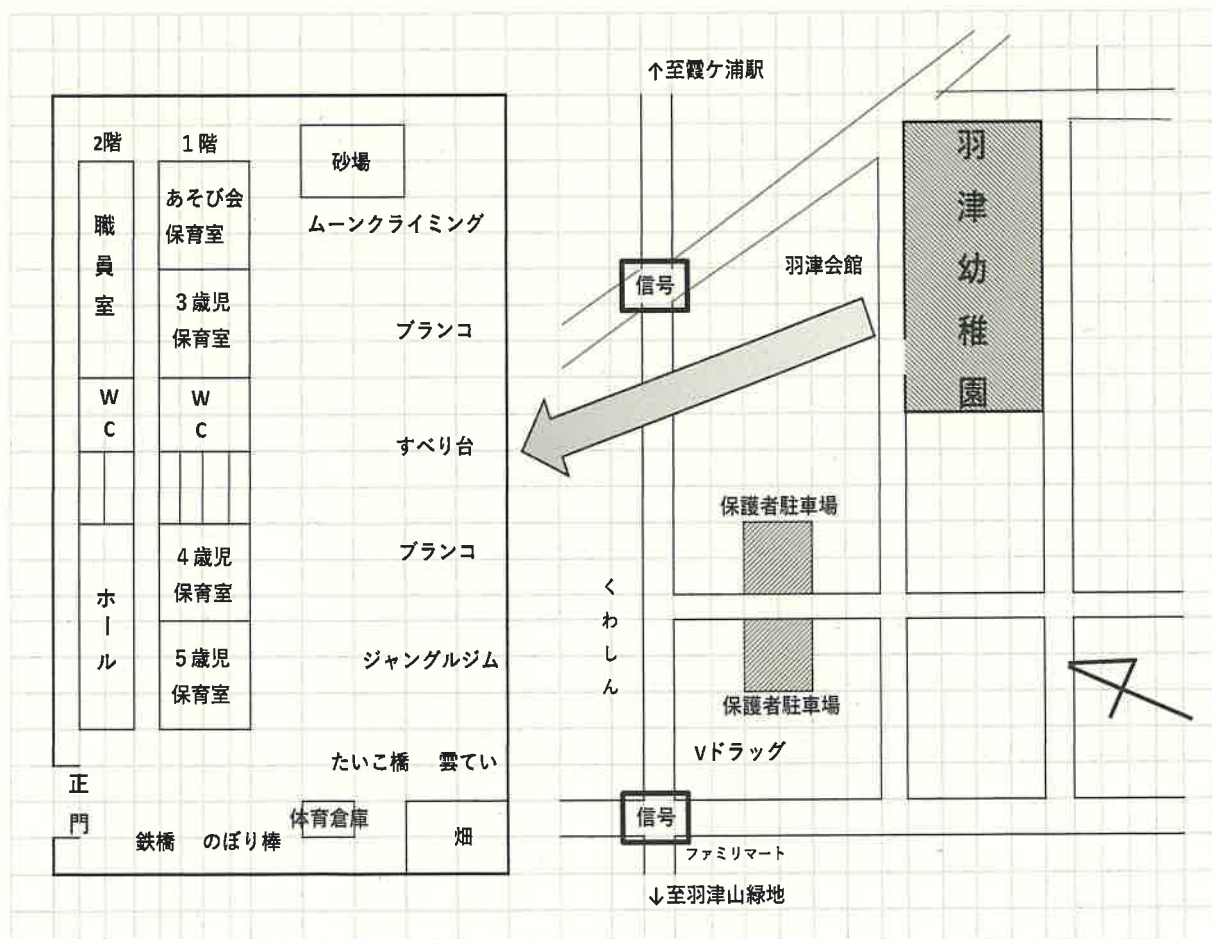 ↑至霞ケ浦駅
2階
1階
砂場
あそび会
保育室
職員室
ムーンクライミング
3歳児
保育室
ブランコ
WC
WC
すべり台
4歳児
保育室
ブランコ
ホール
5歳児
保育室
ジャングルジム
たいこ橋 雲てい
正門
体育倉庫
鉄橋 のぼり棒
畑
信号
羽津会館
羽津幼稚園
保護者駐車場
くわしん
保護者駐車場
Vドラッグ
信号
ファミリマート
↓至羽津山緑地